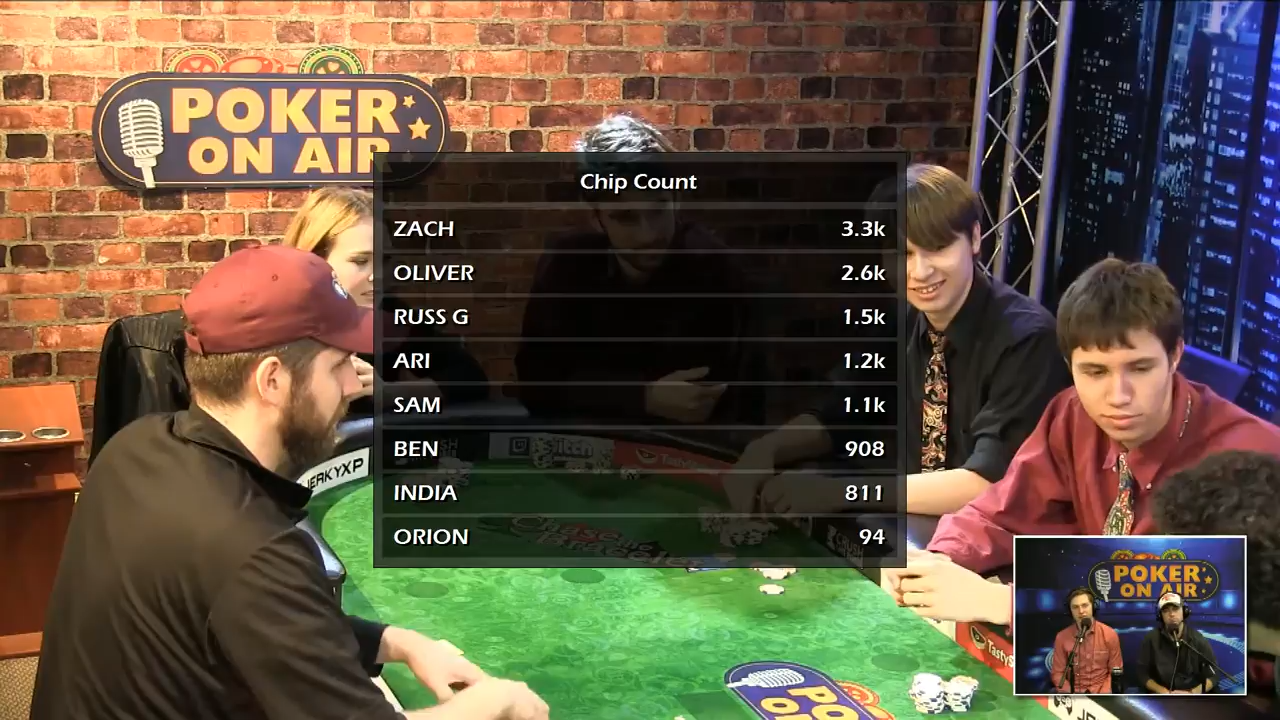 POKER
ON AIR
Chip Count
ZACH 3.3k
OLIVER 2.6k
RUSS G 1.5k
ARI 1.2k
SAM 1.1k
BEN 908
INDIA 811
ORION 94
JERKYXP
POKER
ON AIR